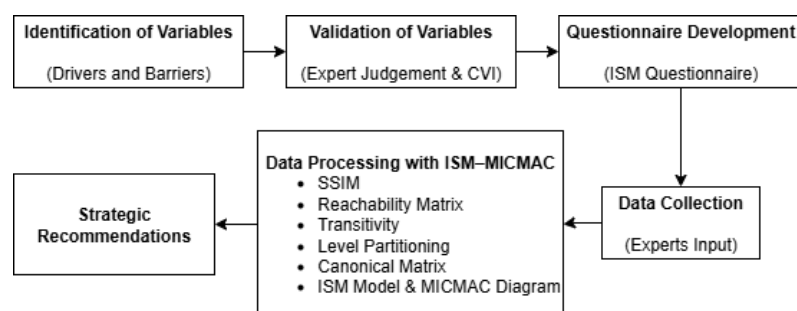 Identification of Variables
(Drivers and Barriers)
Validation of Variables
(Expert Judgement & CVI)
Questionnaire Development
(ISM Questionnaire)
Data Collection
(Experts Input)
Data Processing with ISM–MICMAC
• SSIM
• Reachability Matrix
• Transitivity
• Level Partitioning
• Canonical Matrix
• ISM Model & MICMAC Diagram
Strategic
Recommendations